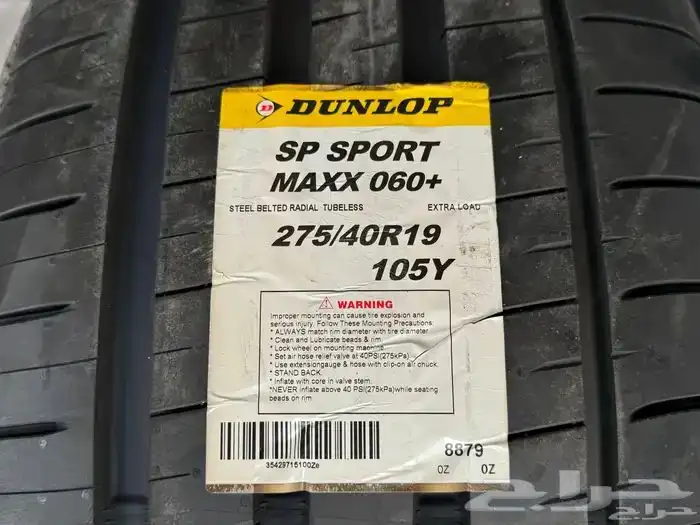 DUNLOP
SP SPORT
MAXX 060+
STEEL BELTED RADIAL TUBELESS EXTRA LOAD
275/40R19
105Y
WARNING
Improper mounting can cause tire explosion and
serious injury. Follow These Mounting Precautions
* ALWAYS match rim diameter with tire diameter
* Clean and Lubricate beads & rim
* Lock wheel on mounting machine
* Set air hose relief valve at 40PSI(275kPa)
* Use extensiongauge & hose with clip-on air chuck.
* STAND BACK
* Inflate with core in valve stem.
*NEVER inflate above 40 PSI(275kPa)while seating
beads on rim
35429715100Ze
8879
OZ OZ
حراج
حراج